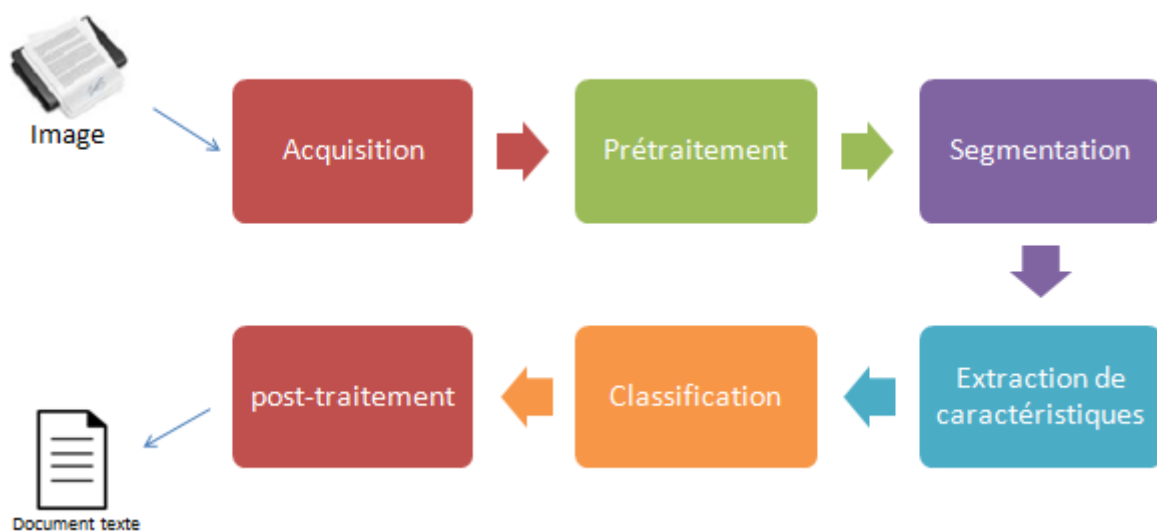 Image
Acquisition
Prétraitement
Segmentation
Extraction de
caractéristiques
Classification
post-traitement
Document texte